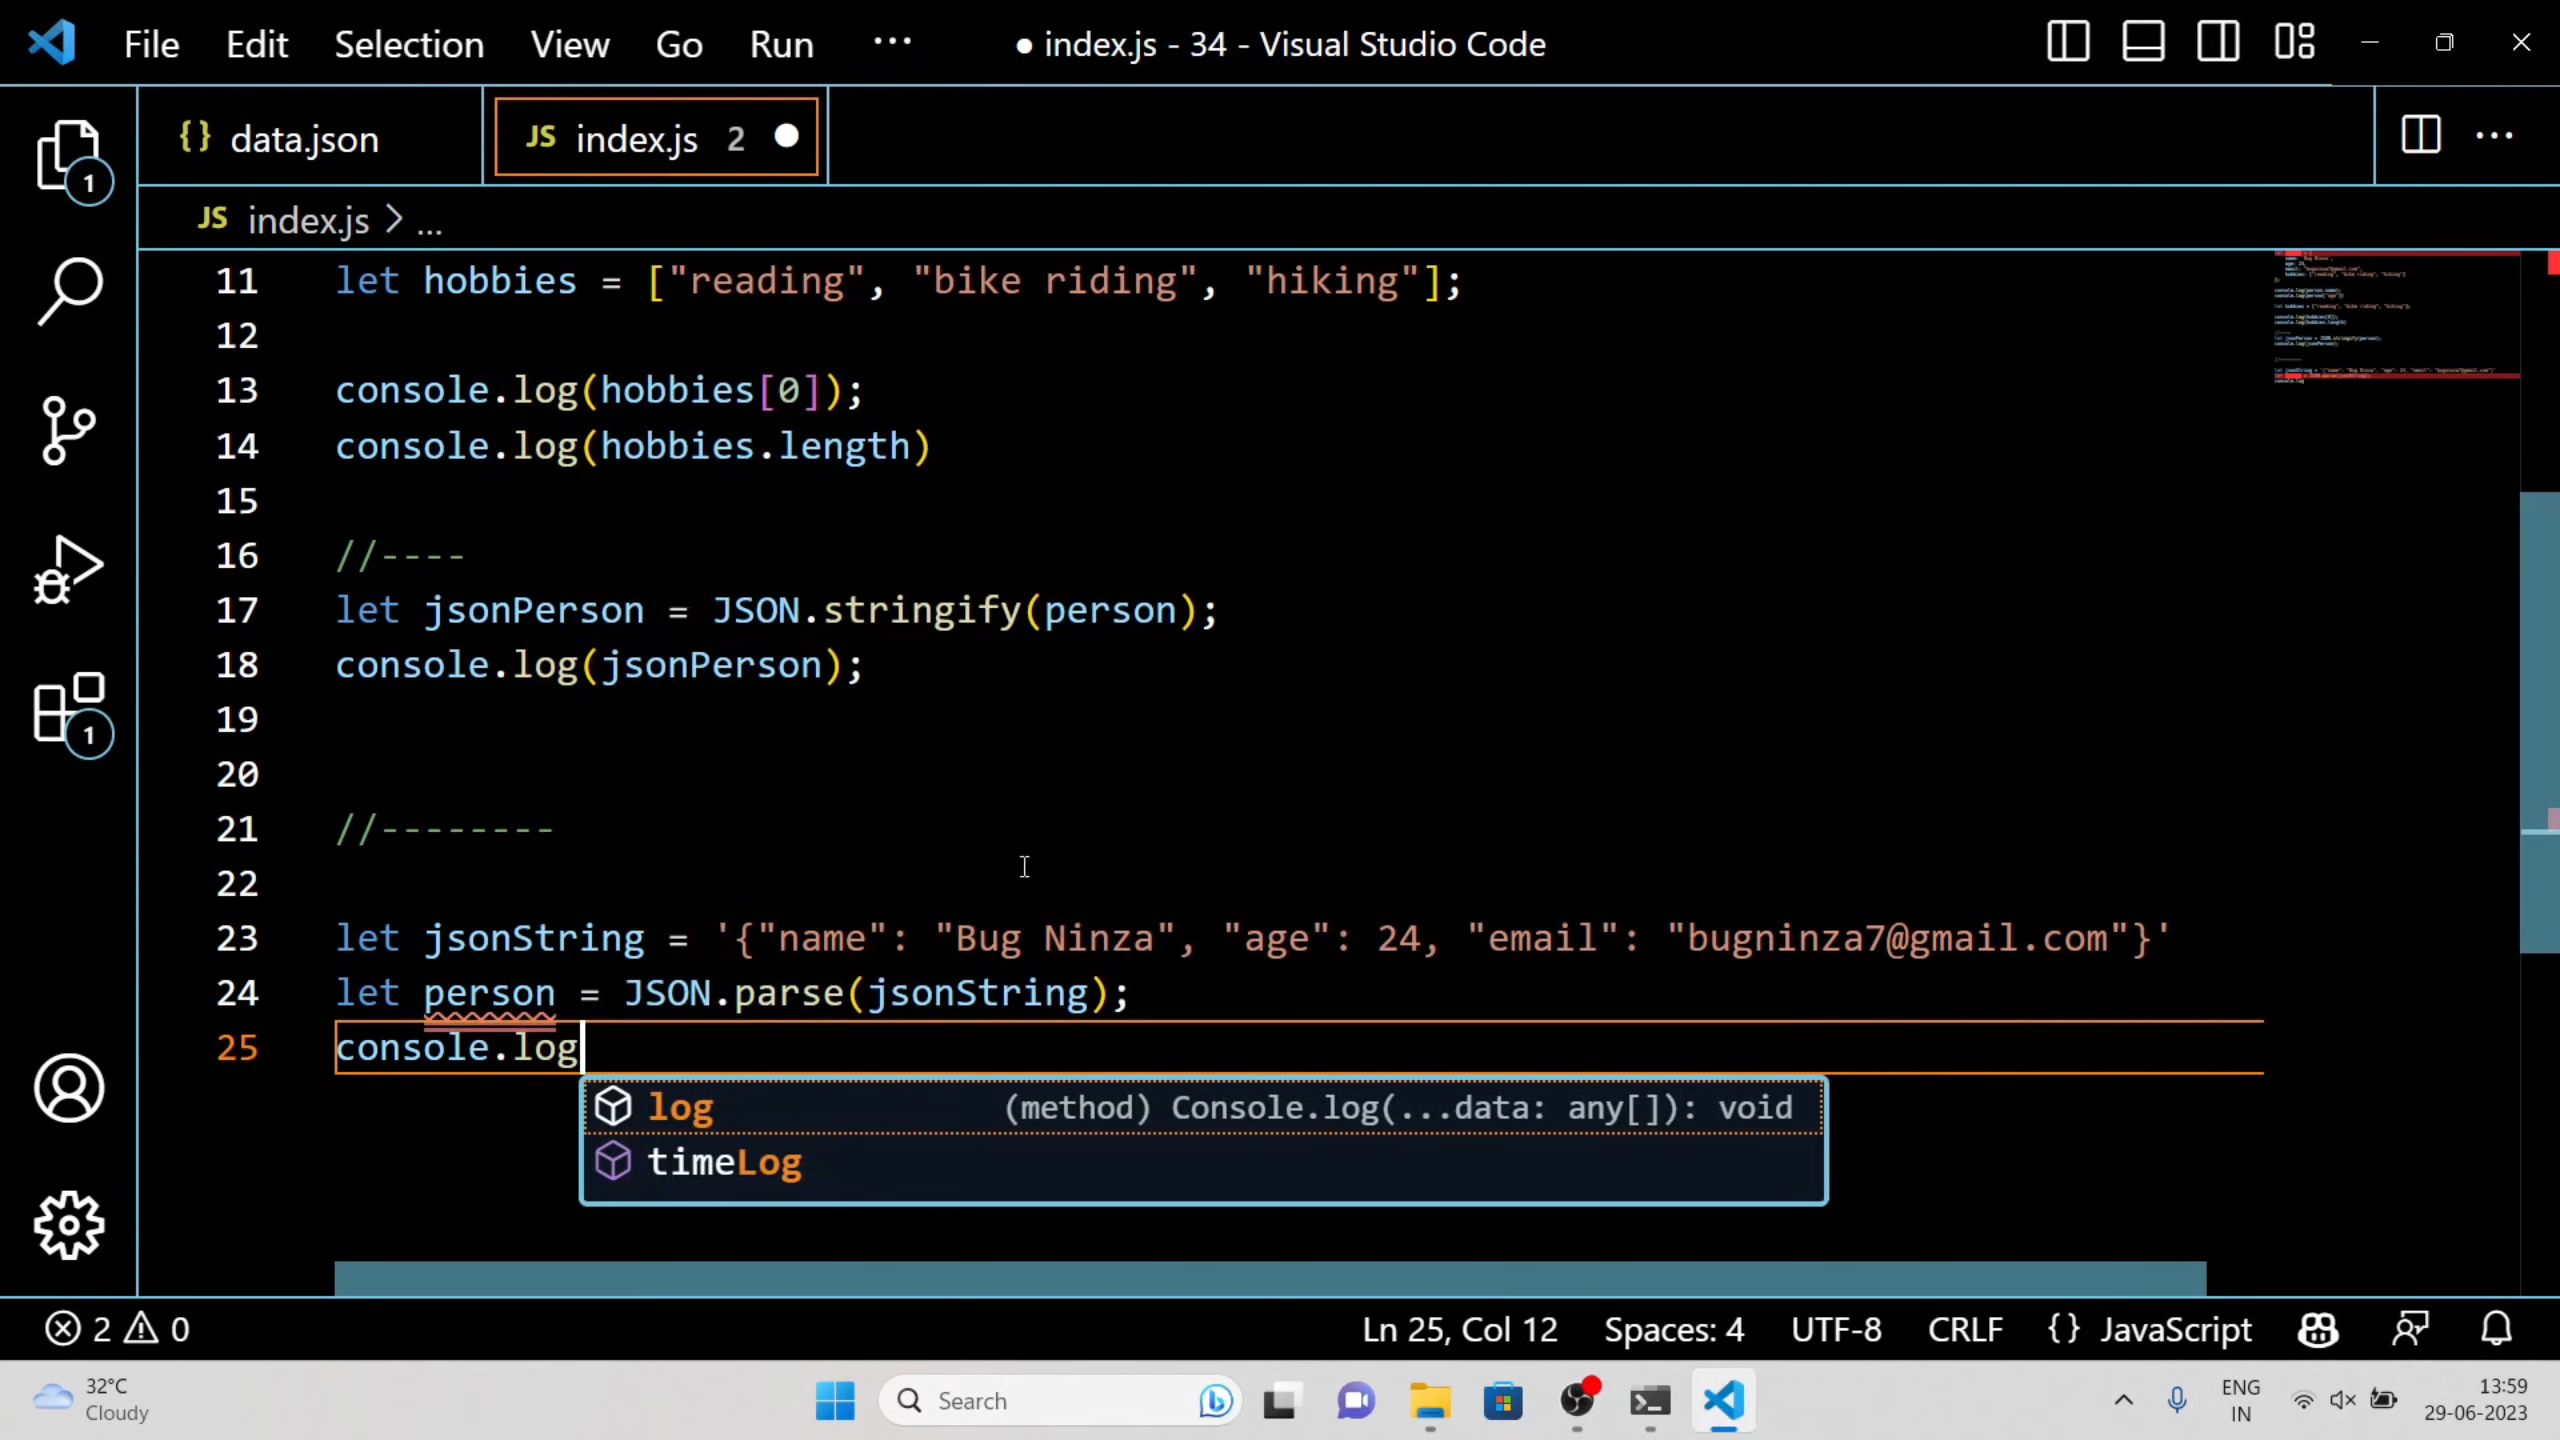 File Edit Selection View Go Run ··· ● index.js - 34 - Visual Studio Code
{} data.json JS index.js 2 ●
JS index.js > ...
1
1
11 let hobbies = ["reading", "bike riding", "hiking"];
12
13 console.log(hobbies[0]);
14 console.log(hobbies.length)
15
16 //----
17 let jsonPerson = JSON.stringify(person);
18 console.log(jsonPerson);
19
20
21 //--------
22
23 let jsonString = '{"name": "Bug Ninza", "age": 24, "email": "bugninza7@gmail.com"}'
24 let person = JSON.parse(jsonString);
25 console.log
log (method) Console.log(...data: any[]): void
timeLog
2 0 Ln 25, Col 12 Spaces: 4 UTF-8 CRLF {} JavaScript
32°C
Cloudy
Search
ENG
IN
13:59
29-06-2023